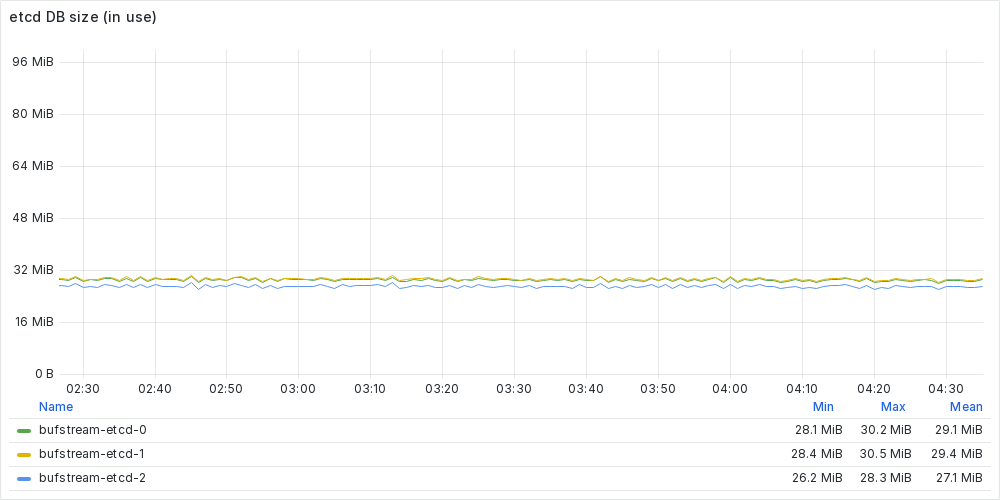 etcd DB size (in use)
96 MiB
80 MiB
64 MiB
48 MiB
32 MiB
16 MiB
0 B
02:30 02:40 02:50 03:00 03:10 03:20 03:30 03:40 03:50 04:00 04:10 04:20 04:30
Name Min Max Mean
bufstream-etcd-0 28.1 MiB 30.2 MiB 29.1 MiB
bufstream-etcd-1 28.4 MiB 30.5 MiB 29.4 MiB
bufstream-etcd-2 26.2 MiB 28.3 MiB 27.1 MiB